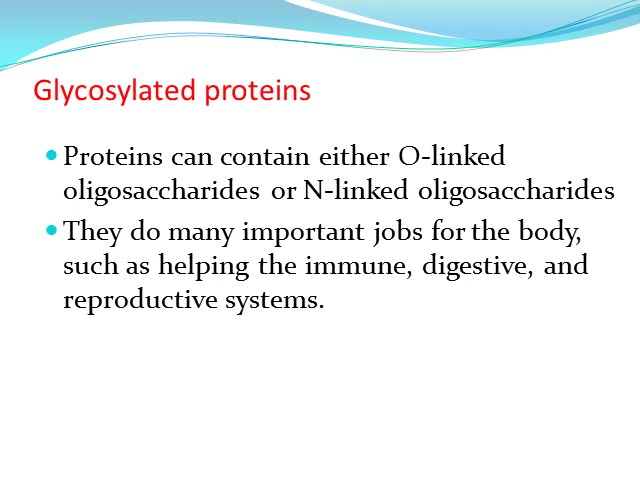 Glycosylated proteins
• Proteins can contain either O-linked
oligosaccharides or N-linked oligosaccharides
• They do many important jobs for the body,
such as helping the immune, digestive, and
reproductive systems.